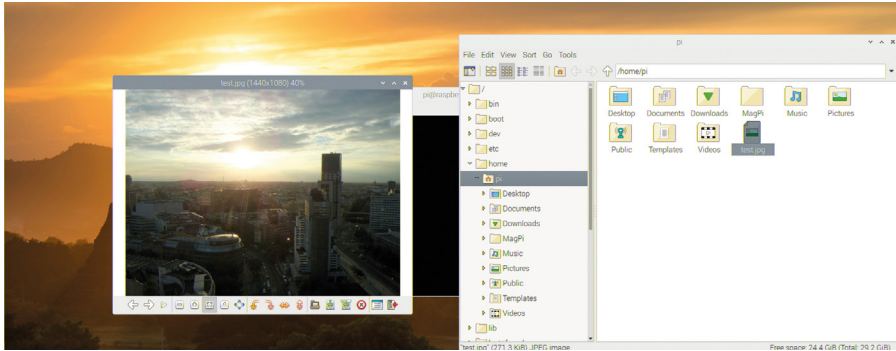 test.jpg (1440x1080) 40%
pi@raspbe
pi
File Edit View Sort Go Tools
/home/pi
/
bin
boot
dev
etc
home
pi
Desktop
Documents
Downloads
MagPi
Music
Pictures
Public
Templates
Videos
lib
Desktop Documents Downloads MagPi Music Pictures
Public Templates Videos test.jpg
"test.jpg" (271.3 KiB) JPEG image
Free space: 24.4 GiB (Total: 29.2 GiB)